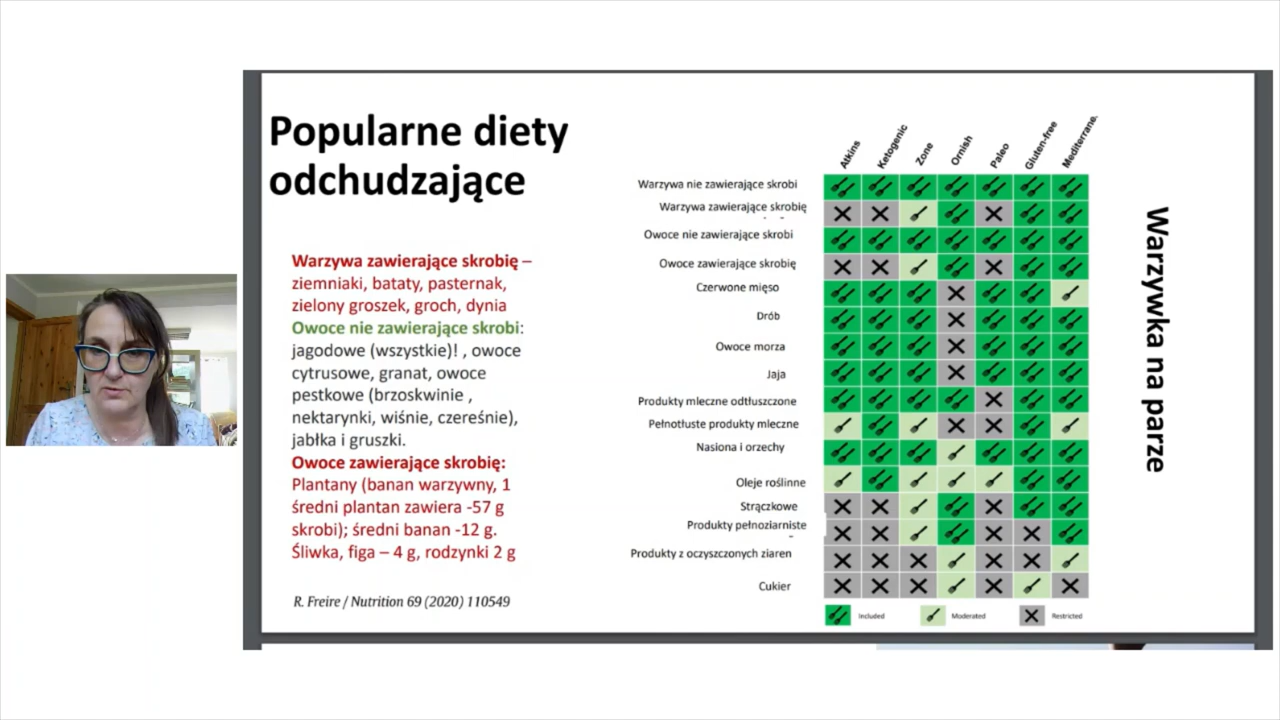 Popularne diety
odchudzające
Warzywa zawierające skrobię –
ziemniaki, bataty, pasternak,
zielony groszek, groch, dynia
Owoce nie zawierające skrobi:
jagodowe (wszystkie)! , owoce
cytrusowe, granat, owoce
pestkowe (brzoskwinie ,
nektarynki, wiśnie, czereśnie),
jabłka i gruszki.
Owoce zawierające skrobię:
Plantany (banan warzywny, 1
średni plantan zawiera -57 g
skrobi); średni banan -12 g.
Śliwka, figa – 4 g, rodzynki 2 g
R. Freire / Nutrition 69 (2020) 110549
Atkins
Ketogenic
Zone
Ornish
Paleo
Gluten-free
Mediterrane
Warzywa nie zawierające skrobi
Warzywa zawierające skrobię
Owoce nie zawierające skrobi
Owoce zawierające skrobię
Czerwone mięso
Drób
Owoce morza
Jaja
Produkty mleczne odtłuszczone
Pełnotłuste produkty mleczne
Nasiona i orzechy
Oleje roślinne
Strączkowe
Produkty pełnoziarniste
Produkty z oczyszczonych ziaren
Cukier
Included
Moderated
Restricted
Warzywka na parze